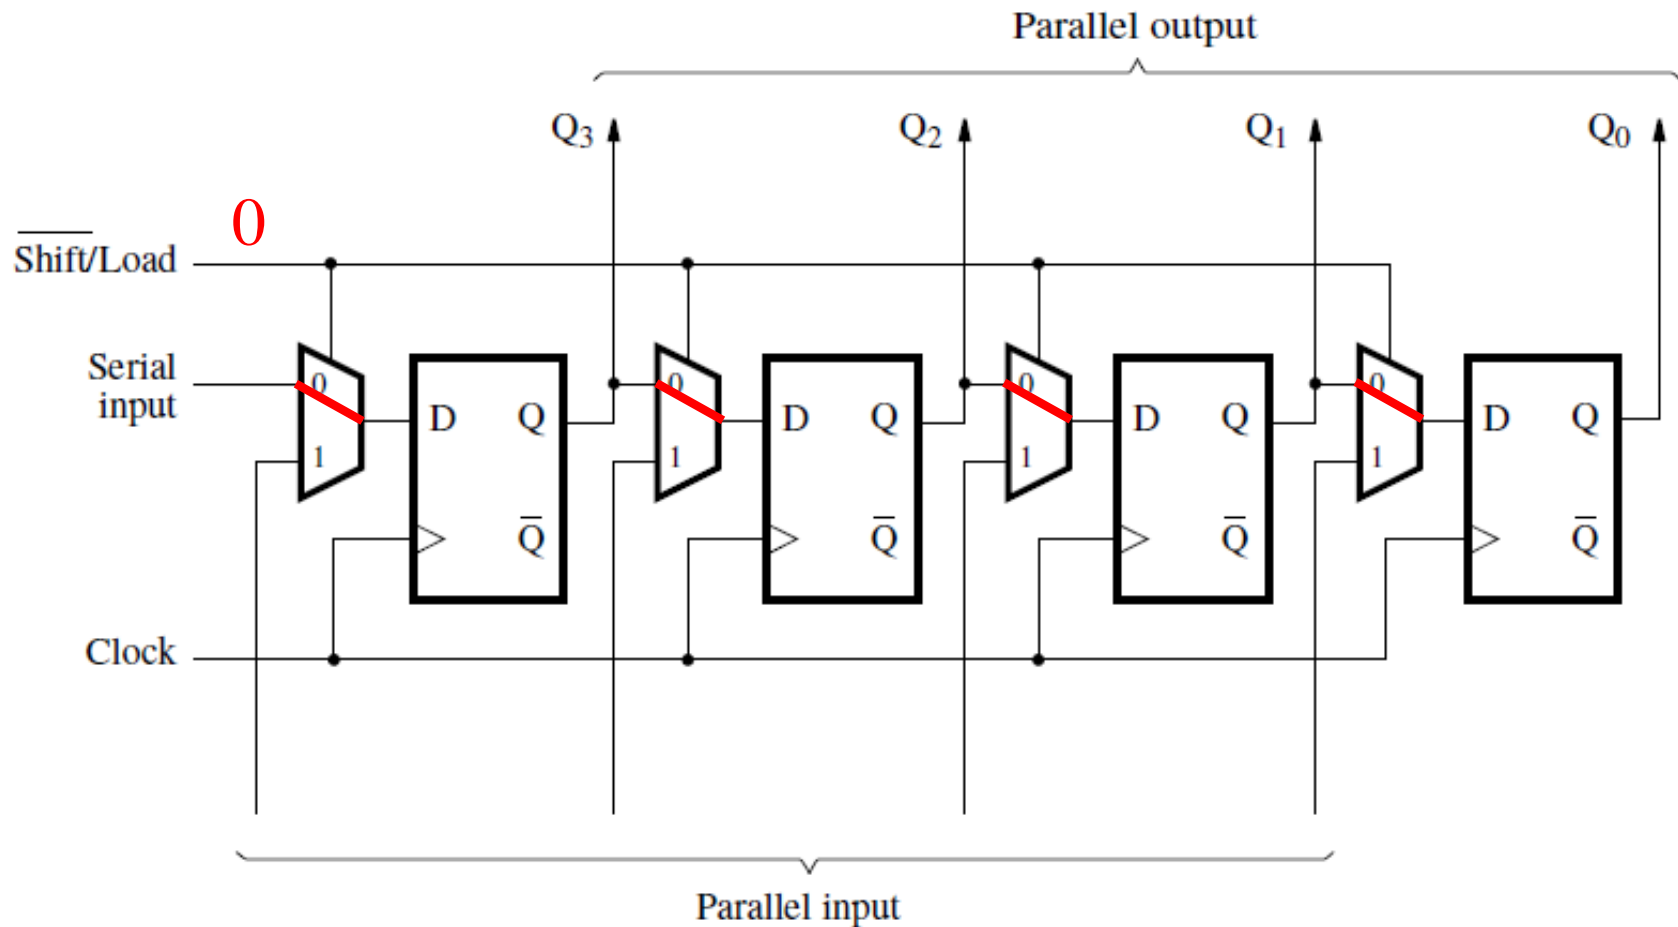 Parallel output
Q3 Q2 Q1 Q0
0
Shift/Load
Serial
input
0 0 0 0
D Q D Q D Q D Q
1 1 1 1
Q̅ Q̅ Q̅ Q̅
Clock
Parallel input